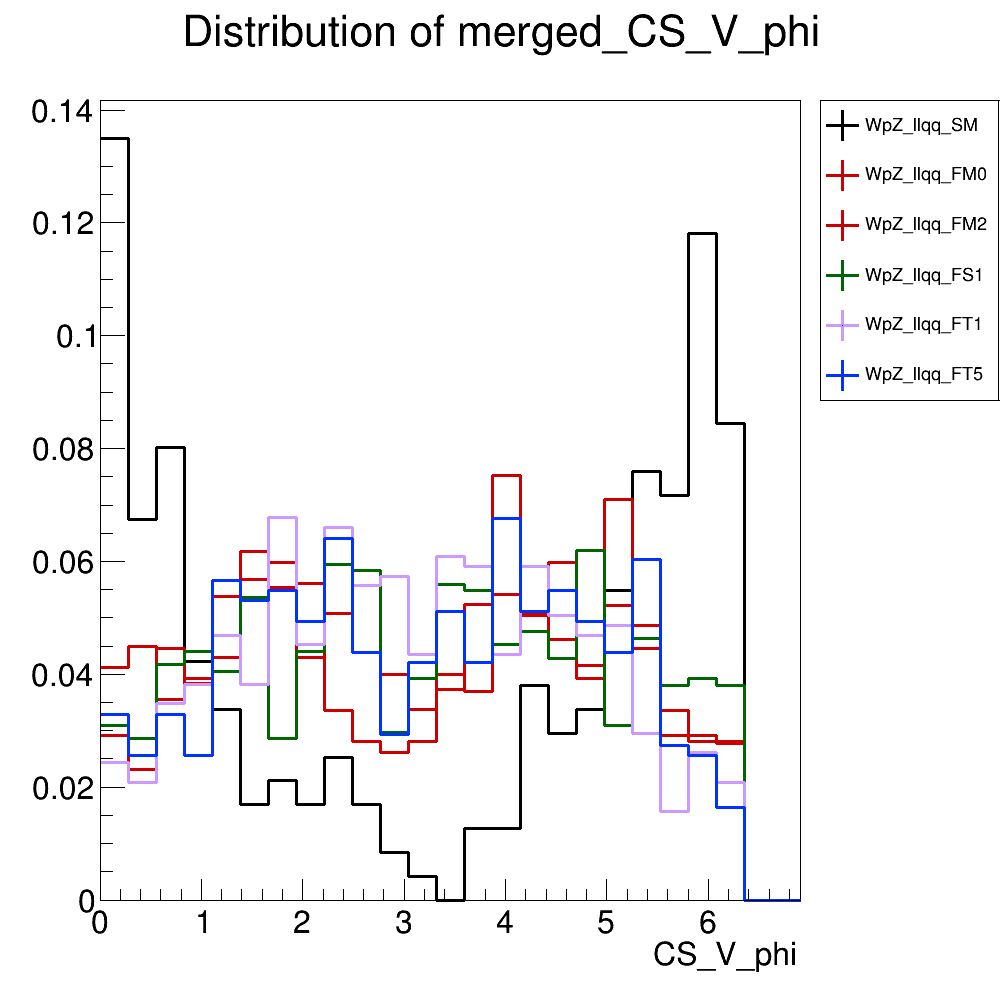 Distribution of merged_CS_V_phi
0.14
0.12
0.1
0.08
0.06
0.04
0.02
0
0 1 2 3 4 5 6
CS_V_phi
WpZ_llqq_SM
WpZ_llqq_FM0
WpZ_llqq_FM2
WpZ_llqq_FS1
WpZ_llqq_FT1
WpZ_llqq_FT5